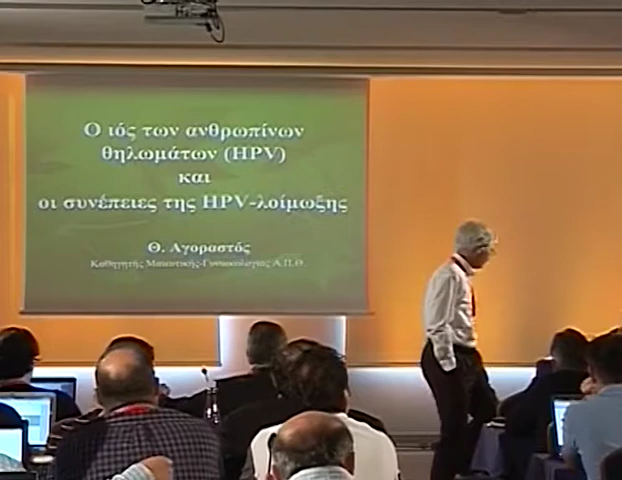 Ο ιός των ανθρωπίνων
θηλωμάτων (HPV)
και
οι συνέπειες της HPV-λοίμωξης
Θ. Αγοραστός
Καθηγητής Μαιευτικής-Γυναικολογίας Α.Π.Θ.